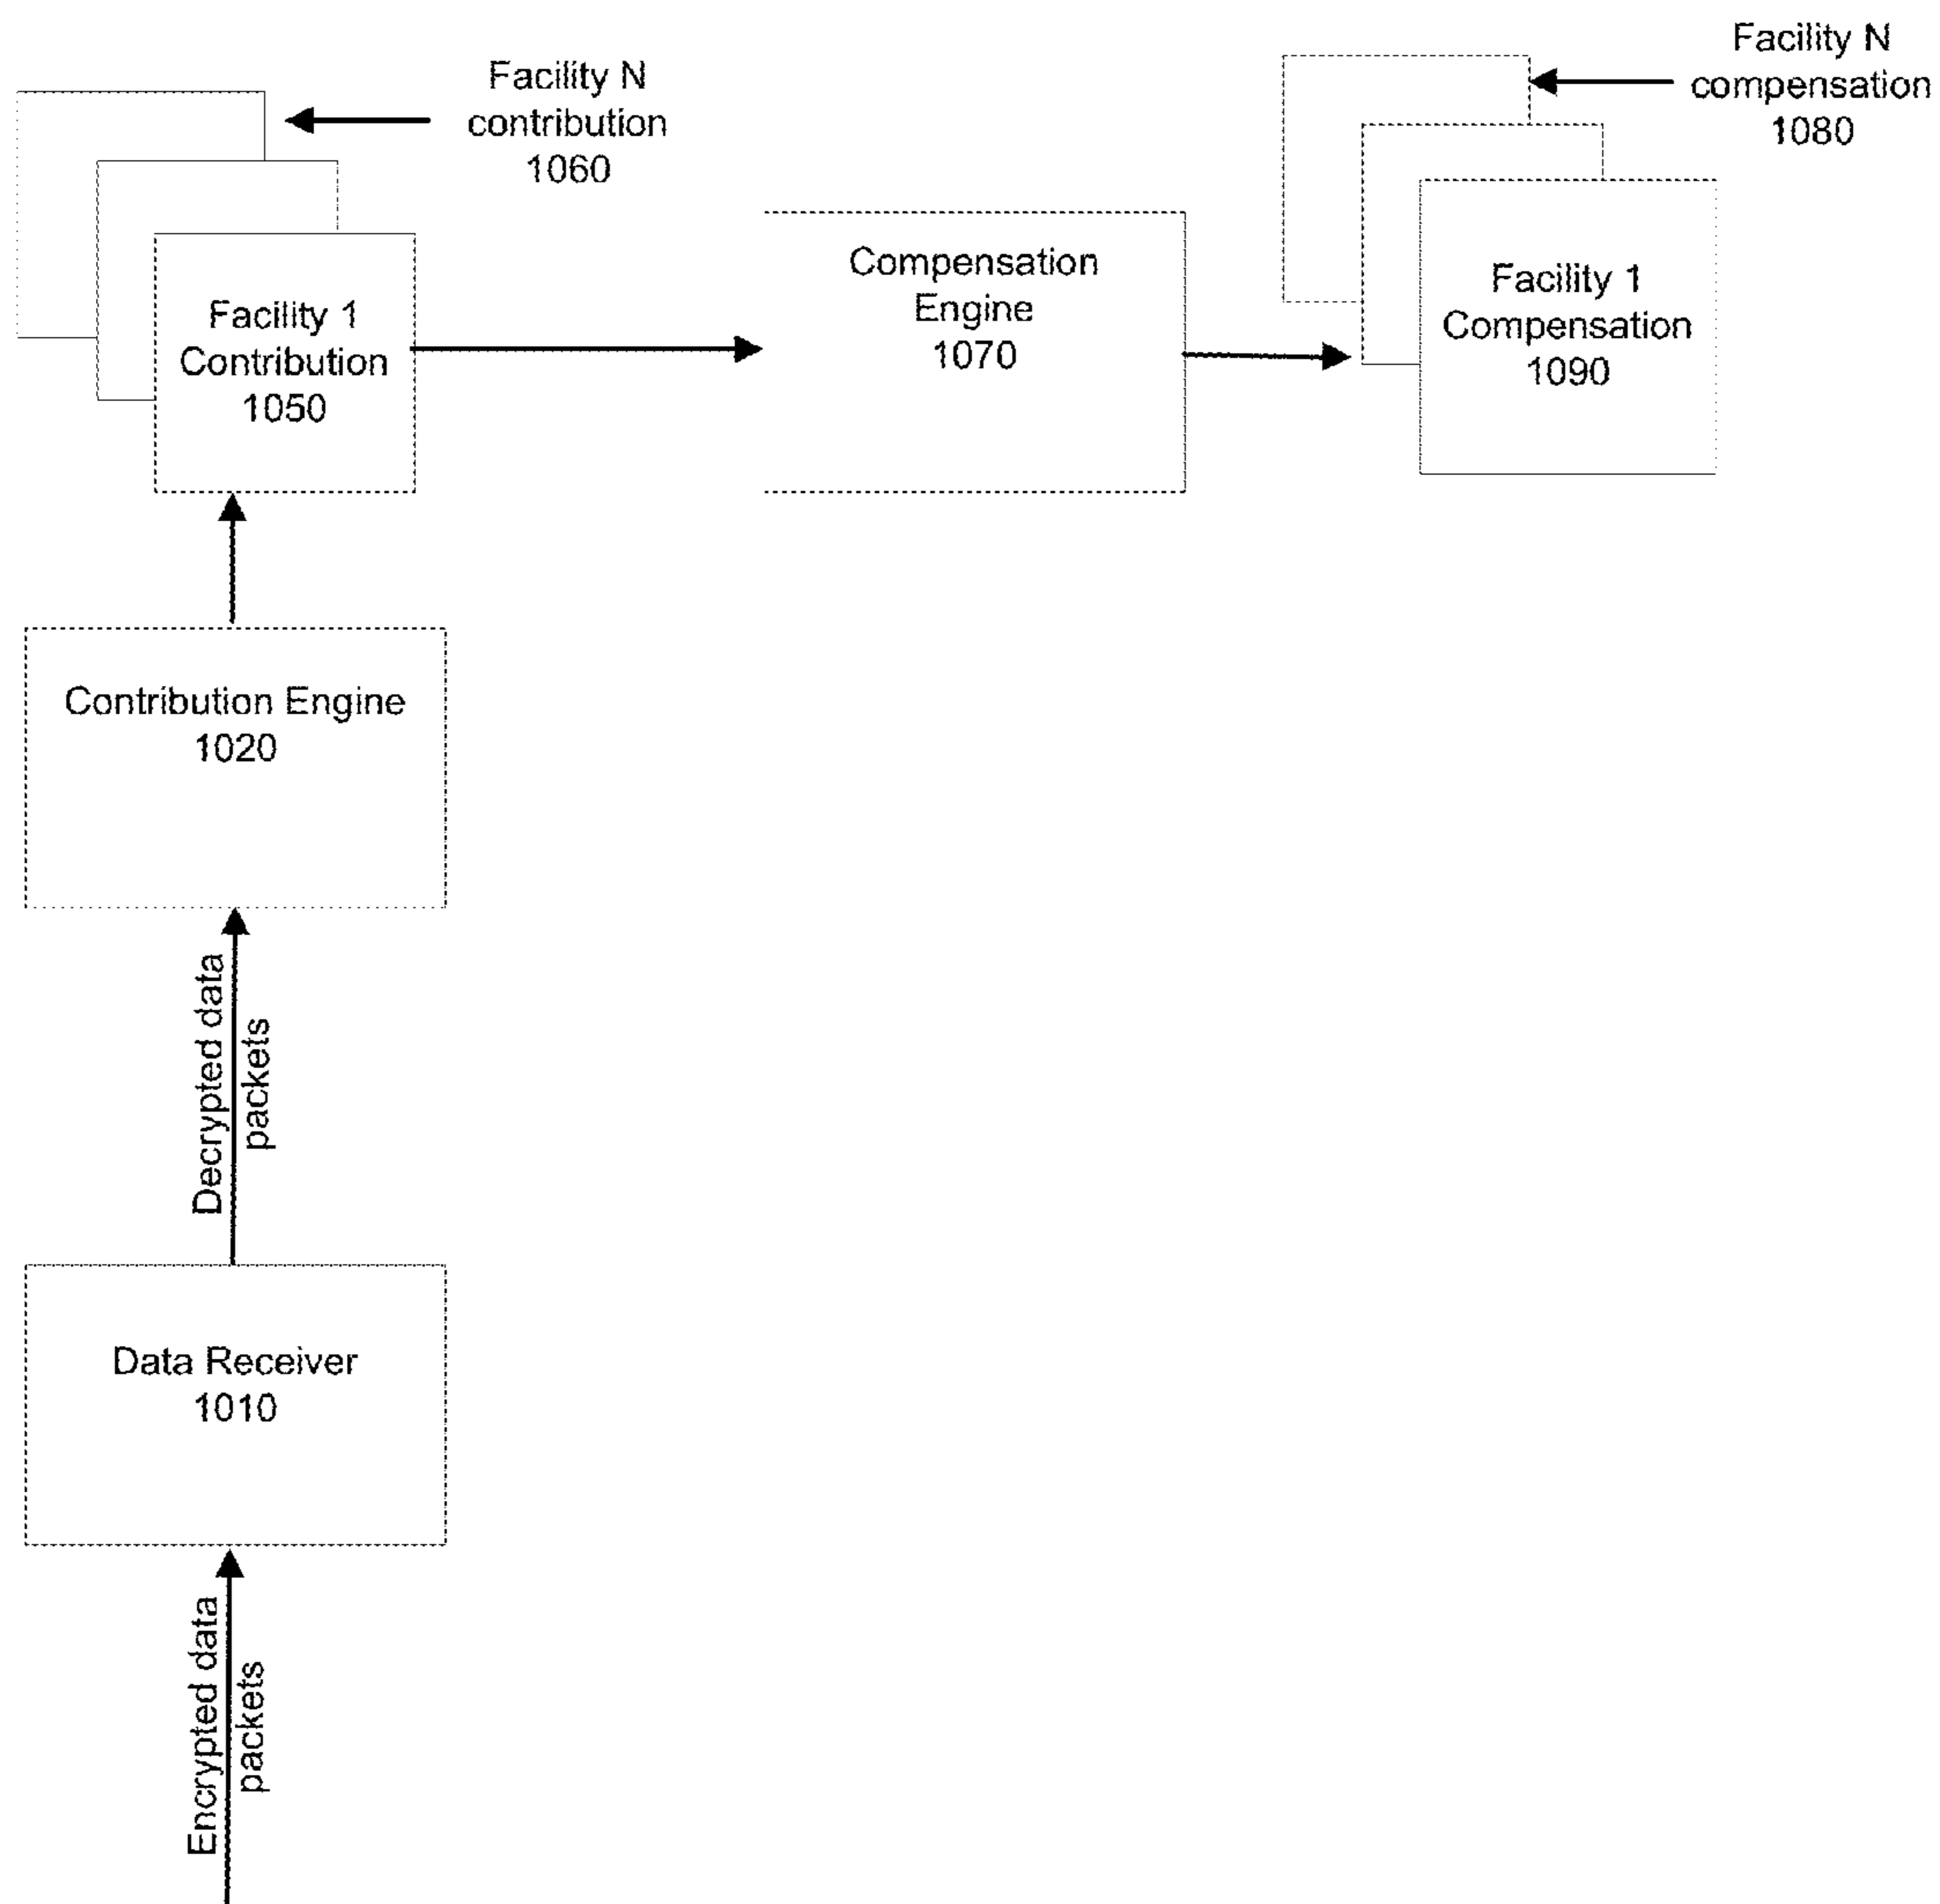 Facility N
contribution
1060
Facility N
compensation
1080
Facility 1
Contribution
1050
Compensation
Engine
1070
Facility 1
Compensation
1090
Contribution Engine
1020
Decrypted data
packets
Data Receiver
1010
Encrypted data
packets